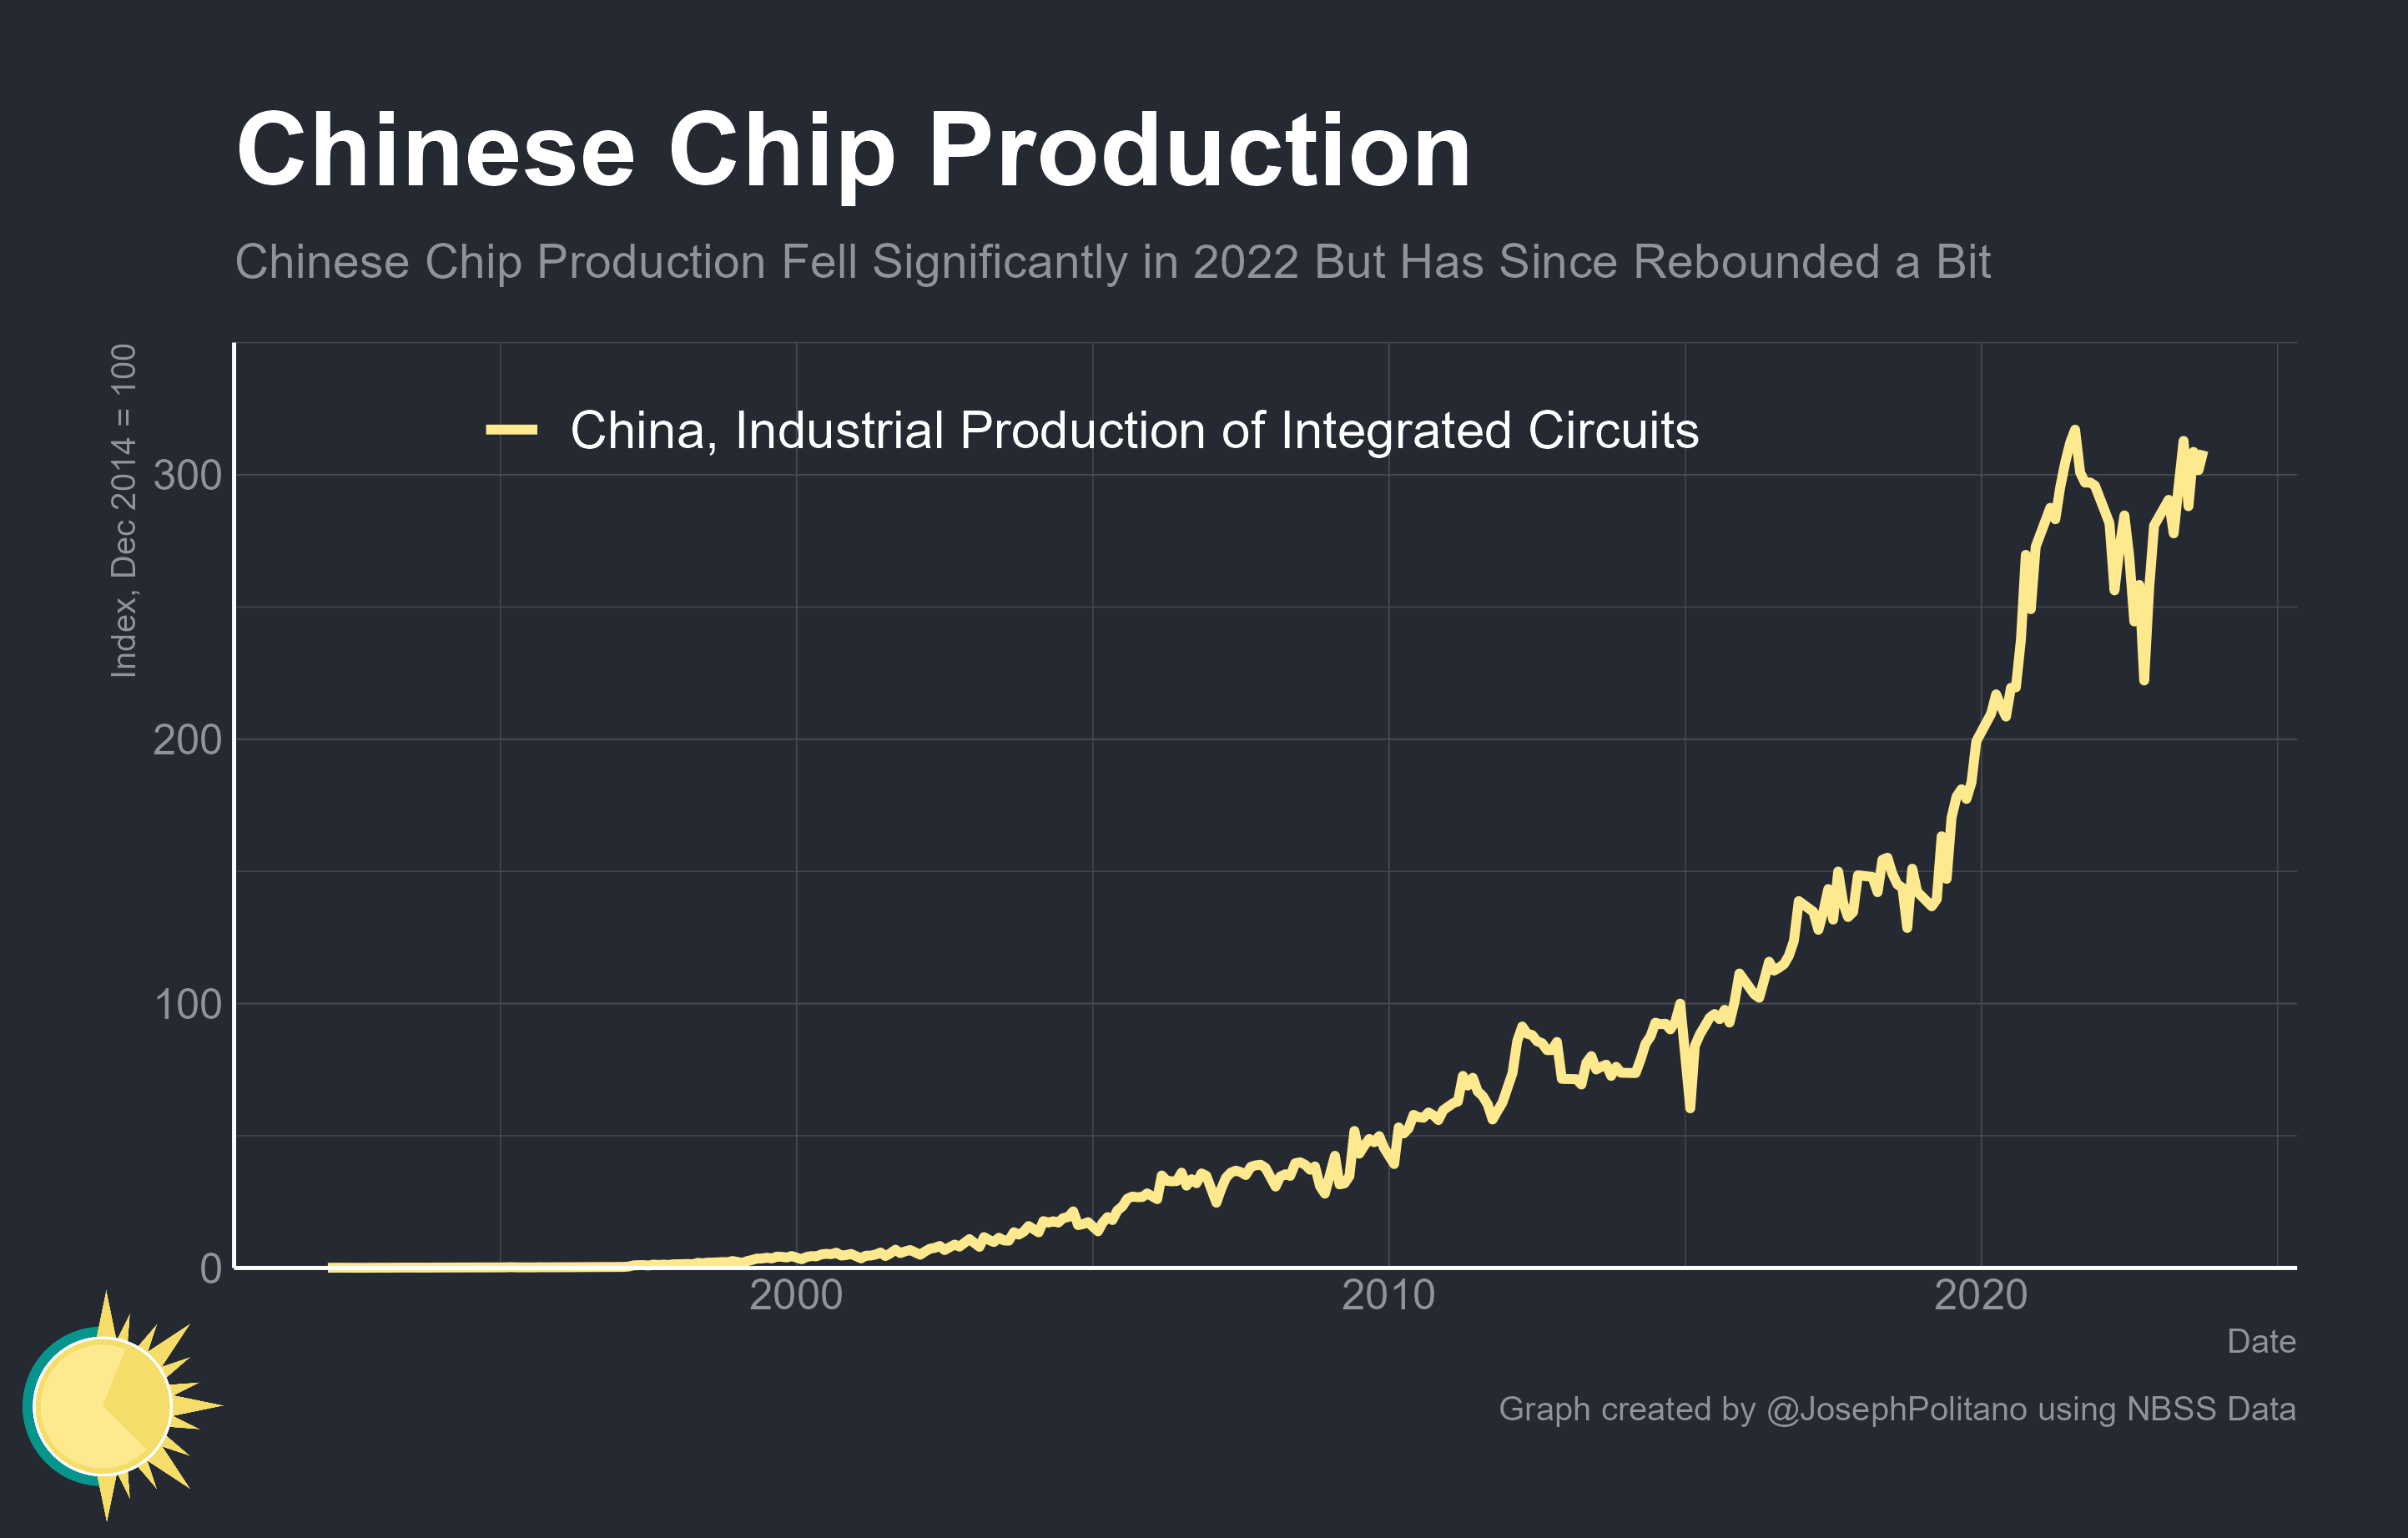 Chinese Chip Production
Chinese Chip Production Fell Significantly in 2022 But Has Since Rebounded a Bit
Index, Dec 2014 = 100
China, Industrial Production of Integrated Circuits
300
200
100
0
2000
2010
2020
Date
Graph created by @JosephPolitano using NBSS Data